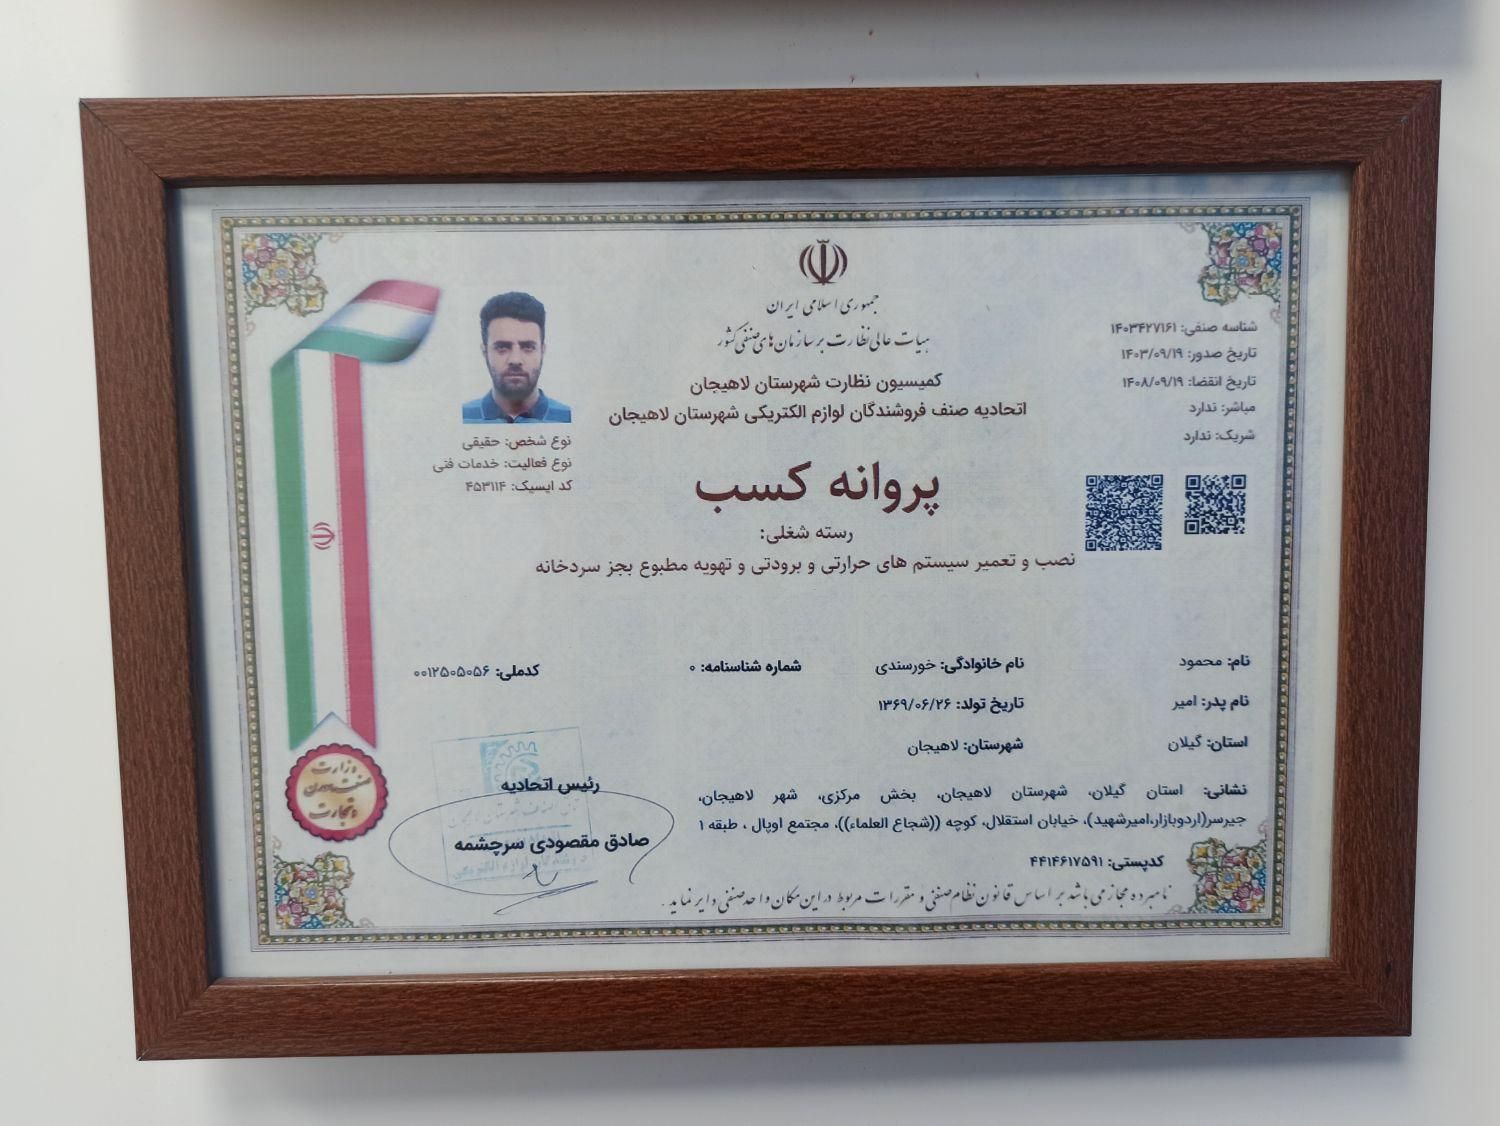 جمهوری اسلامی ایران
هیات عالی نظارت بر سازمان های صنفی کشور
کمیسیون نظارت شهرستان لاهیجان
اتحادیه صنف فروشندگان لوازم الکتریکی شهرستان لاهیجان
شناسه صنفی: ۱۴۰۳۴۲۷۱۶۱
تاریخ صدور: ۱۴۰۳/۰۹/۱۹
تاریخ انقضا: ۱۴۰۸/۰۹/۱۹
مباشر: ندارد
شریک: ندارد
نوع شخص: حقیقی
نوع فعالیت: خدمات فنی
کد ایسیک: ۴۵۳۱۱۴
پروانه کسب
رسته شغلی:
نصب و تعمیر سیستم های حرارتی و برودتی و تهویه مطبوع بجز سردخانه
نام: محمود نام خانوادگی: خورسندی شماره شناسنامه: ۰ کدملی: ۰۰۱۲۵۰۵۰۵۶
نام پدر: امیر تاریخ تولد: ۱۳۶۹/۰۶/۲۶
استان: گیلان شهرستان: لاهیجان
نشانی: استان گیلان، شهرستان لاهیجان، بخش مرکزی، شهر لاهیجان،
جیرسر(اردوبازار،امیرشهید)، خیابان استقلال، کوچه ((شجاع العلماء))، مجتمع اوپال ، طبقه ۱
کدپستی: ۴۴۱۴۶۱۷۵۹۱
نامبرده مجاز می باشد بر اساس قانون نظام صنفی و مقررات مربوط در این مکان واحد صنفی دایر نماید .
رئیس اتحادیه
صادق مقصودی سرچشمه
وزارت
صنعت، معدن
و تجارت